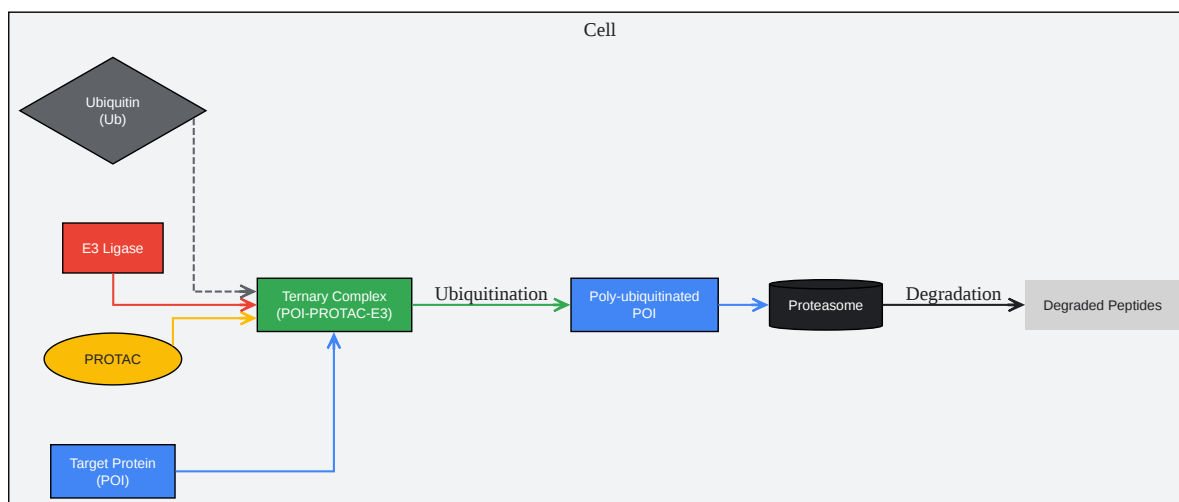 Cell
Ubiquitin
(Ub)
E3 Ligase
PROTAC
Target Protein
(POI)
Ternary Complex
(POI-PROTAC-E3)
Ubiquitination
Poly-ubiquitinated
POI
Proteasome
Degradation
Degraded Peptides